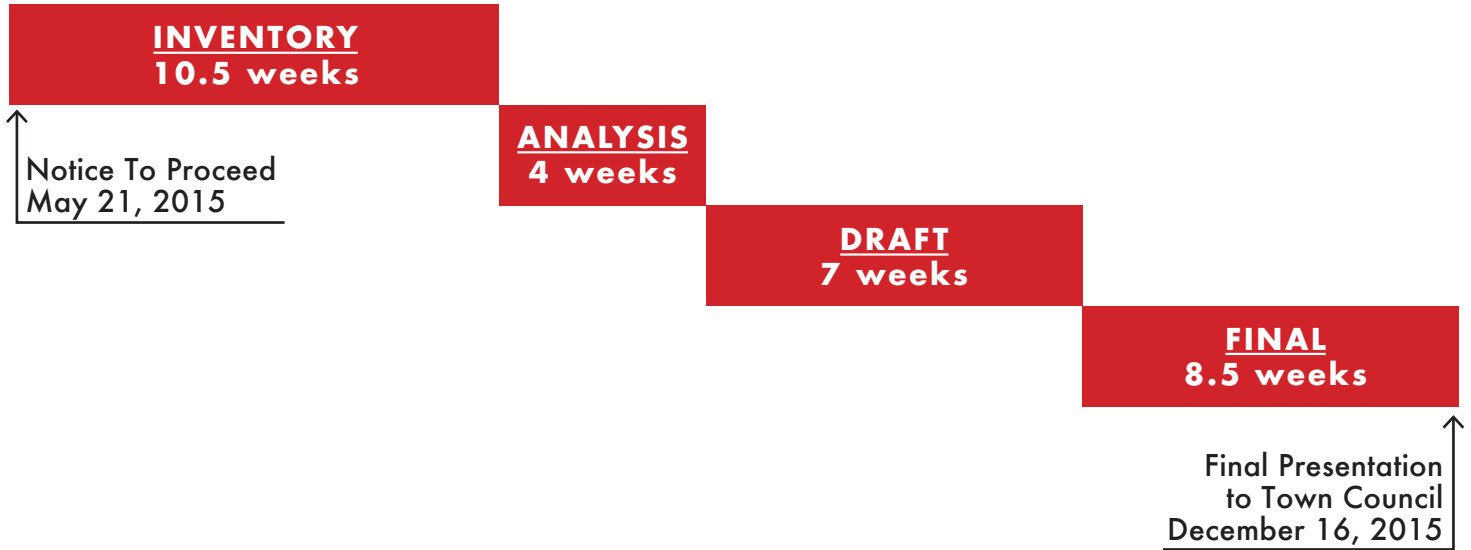 INVENTORY
10.5 weeks
Notice To Proceed
May 21, 2015
ANALYSIS
4 weeks
DRAFT
7 weeks
FINAL
8.5 weeks
Final Presentation
to Town Council
December 16, 2015